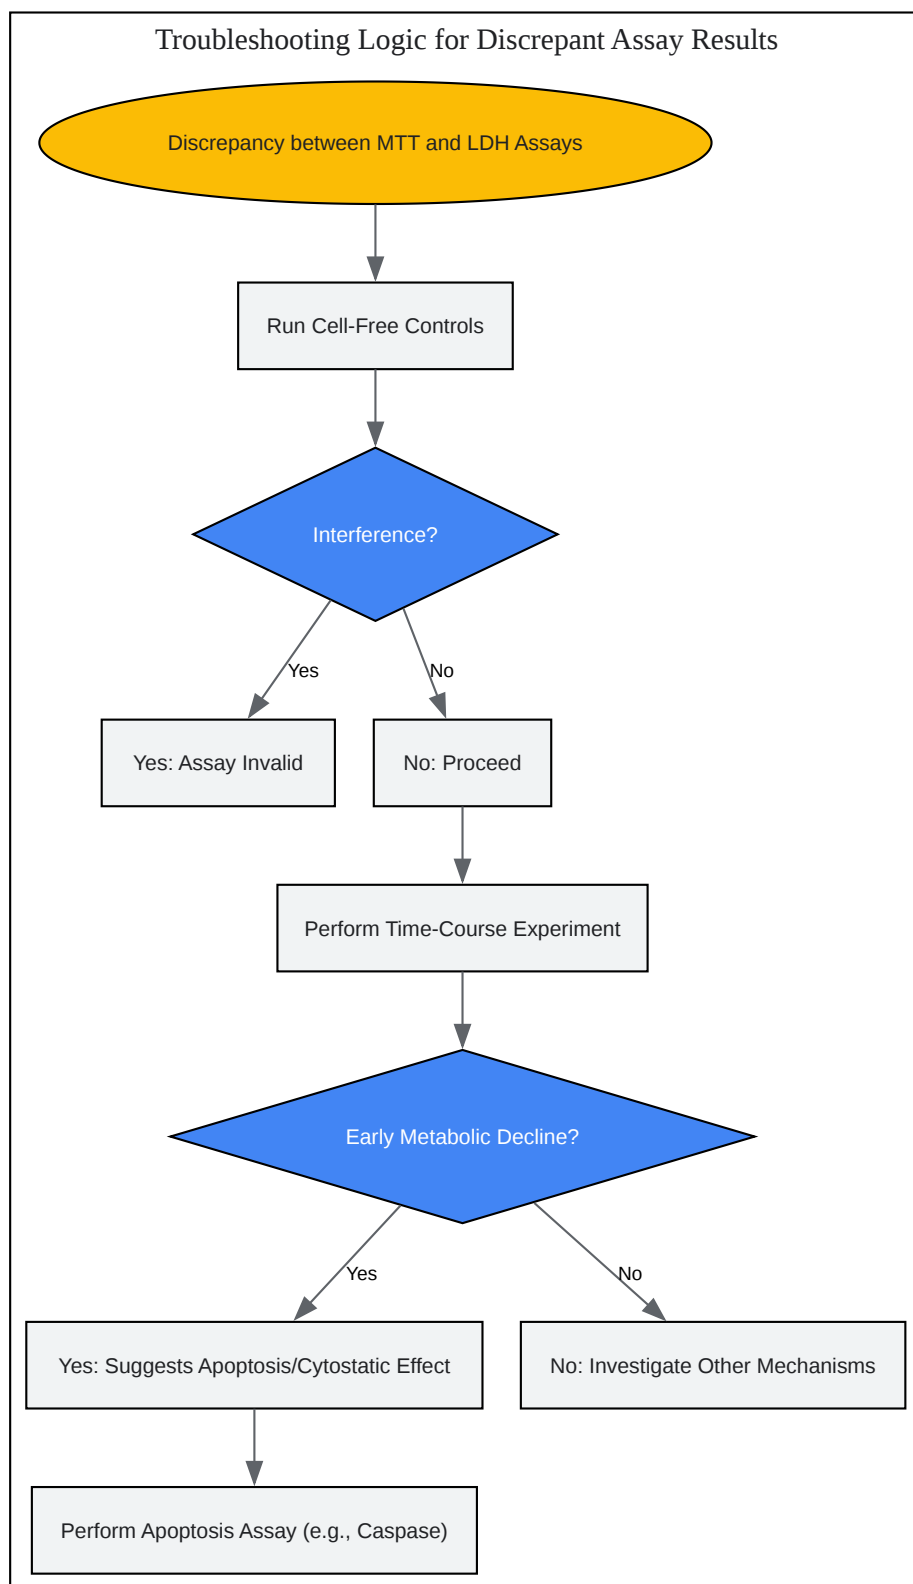 Troubleshooting Logic for Discrepant Assay Results
Discrepancy between MTT and LDH Assays
Run Cell-Free Controls
Interference?
Yes
No
Yes: Assay Invalid
No: Proceed
Perform Time-Course Experiment
Early Metabolic Decline?
Yes
No
Yes: Suggests Apoptosis/Cytostatic Effect
No: Investigate Other Mechanisms
Perform Apoptosis Assay (e.g., Caspase)